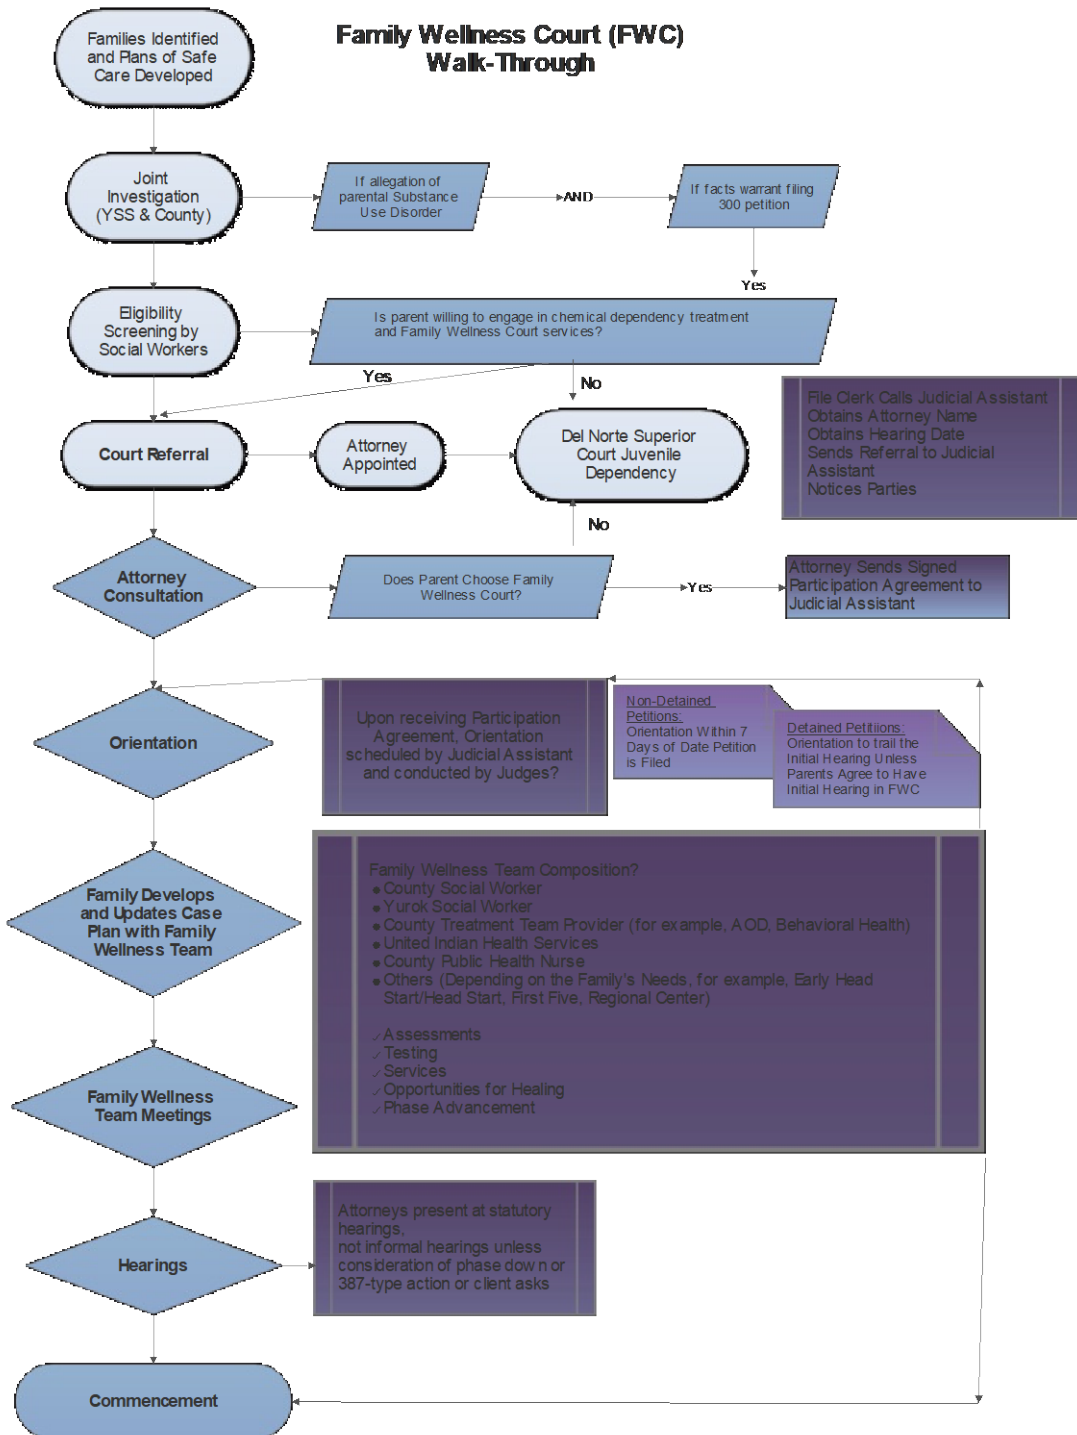 Family Wellness Court (FWC)
Walk-Through
Families Identified
and Plans of Safe
Care Developed
Joint
Investigation
(YSS & County)
If allegation of
parental Substance
Use Disorder
AND
If facts warrant filing
300 petition
Yes
Eligibility
Screening by
Social Workers
Is parent willing to engage in chemical dependency treatment
and Family Wellness Court services?
Yes
No
Court Referral
Attorney
Appointed
Del Norte Superior
Court Juvenile
Dependency
File Clerk Calls Judicial Assistant
Obtains Attorney Name
Obtains Hearing Date
Sends Referral to Judicial
Assistant
Notices Parties
No
Attorney
Consultation
Does Parent Choose Family
Wellness Court?
Yes
Attorney Sends Signed
Participation Agreement to
Judicial Assistant
Orientation
Upon receiving Participation
Agreement, Orientation
scheduled by Judicial Assistant
and conducted by Judges?
Non-Detained
Petitions:
Orientation Within 7
Days of Date Petition
is Filed
Detained Petitiions:
Orientation to trail the
Initial Hearing Unless
Parents Agree to Have
Initial Hearing in FWC
Family Develops
and Updates Case
Plan with Family
Wellness Team
Family Wellness Team Composition?
● County Social Worker
● Yurok Social Worker
● County Treatment Team Provider (for example, AOD, Behavioral Health)
● United Indian Health Services
● County Public Health Nurse
● Others (Depending on the Family's Needs, for example, Early Head
Start/Head Start, First Five, Regional Center)
✓ Assessments
✓ Testing
✓ Services
✓ Opportunities for Healing
✓ Phase Advancement
Family Wellness
Team Meetings
Hearings
Attorneys present at statutory
hearings,
not informal hearings unless
consideration of phase down or
387-type action or client asks
Commencement